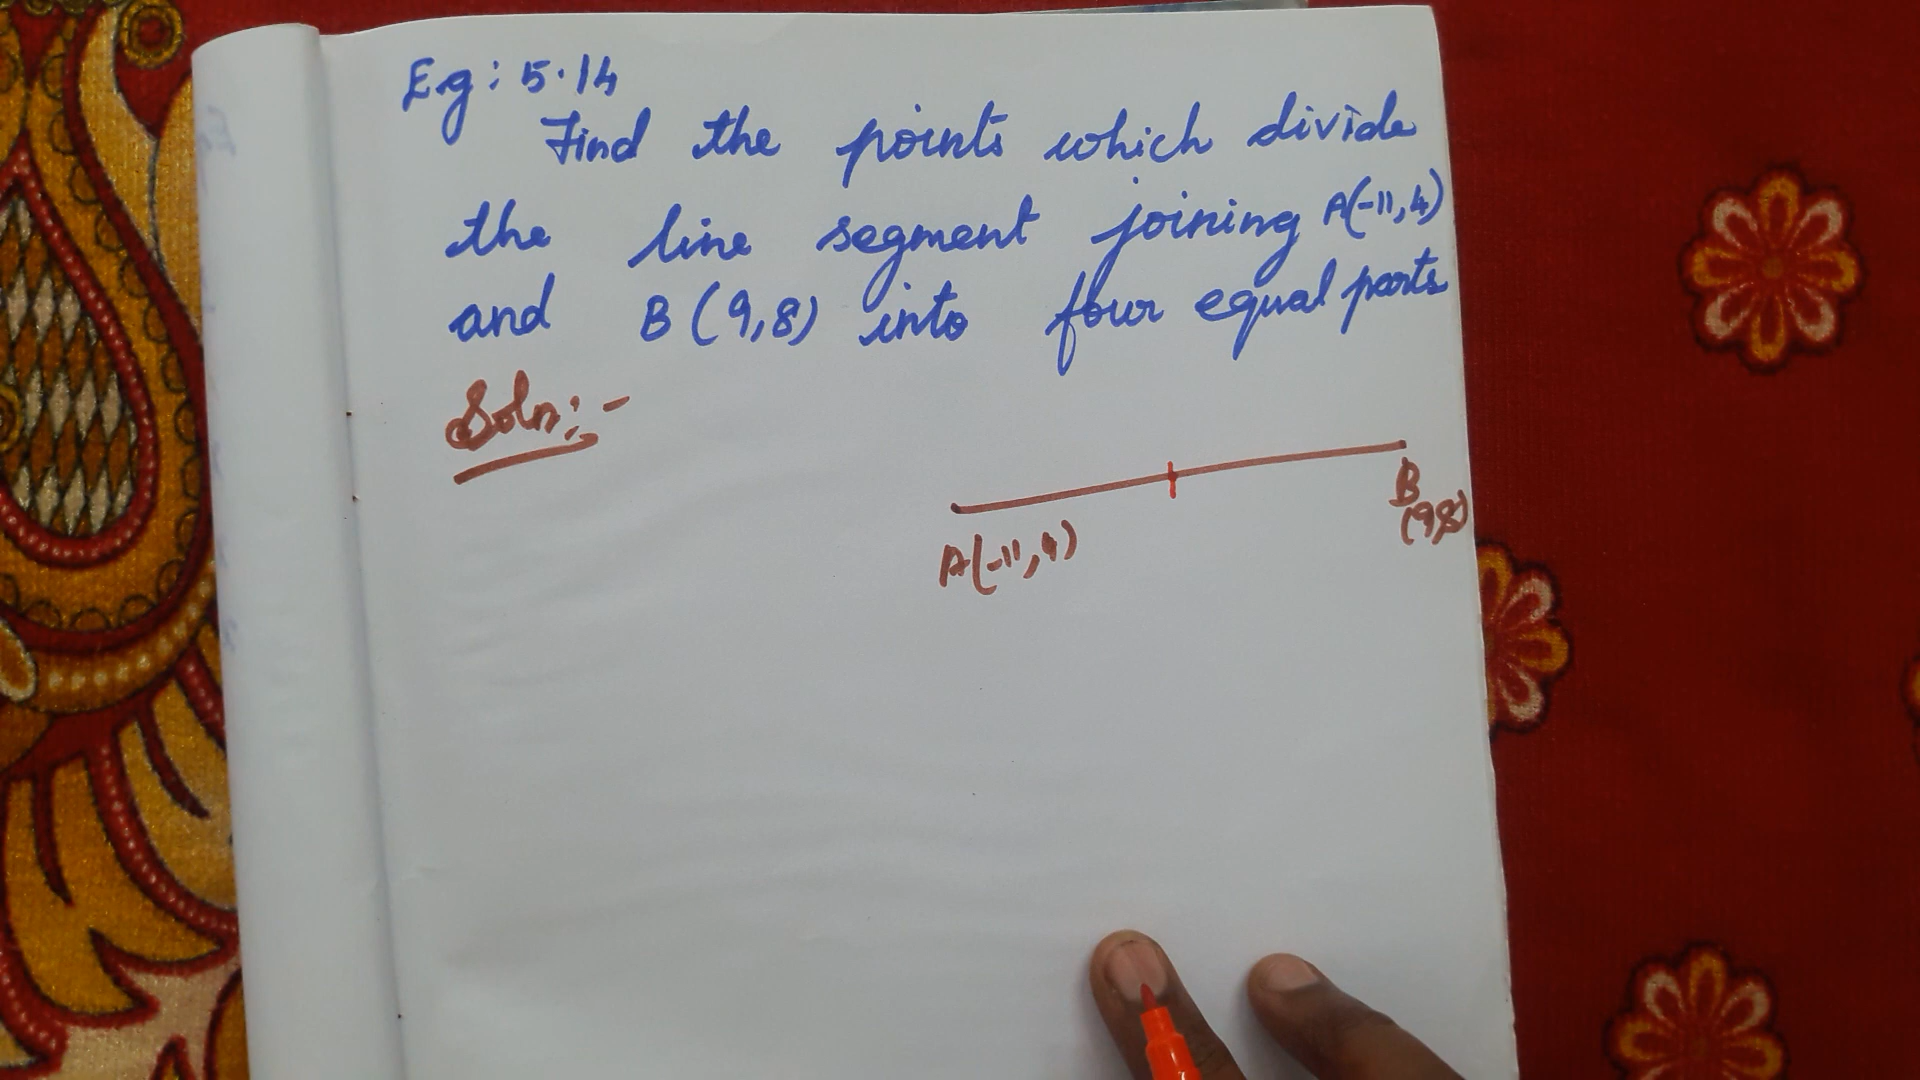 Eg: 5.14
Find the points which divide
the line segment joining A(-11,4)
and B(9,8) into four equal parts
Soln:-
A(-11,4)
B
(9,8)